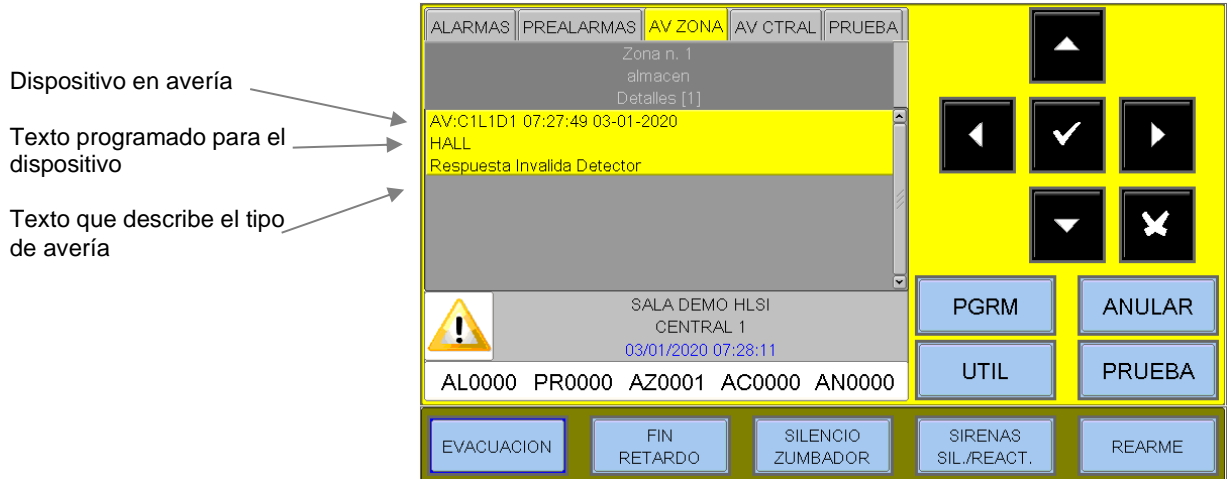 Dispositivo en avería
Texto programado para el
dispositivo
Texto que describe el tipo
de avería
ALARMAS PREALARMAS AV ZONA AV CTRAL PRUEBA
Zona n. 1
almacen
Detalles [1]
AV:C1L1D1 07:27:49 03-01-2020
HALL
Respuesta Invalida Detector
SALA DEMO HLSI
CENTRAL 1
03/01/2020 07:28:11
AL0000 PR0000 AZ0001 AC0000 AN0000
PGRM
ANULAR
UTIL
PRUEBA
EVACUACION
FIN
RETARDO
SILENCIO
ZUMBADOR
SIRENAS
SIL./REACT.
REARME